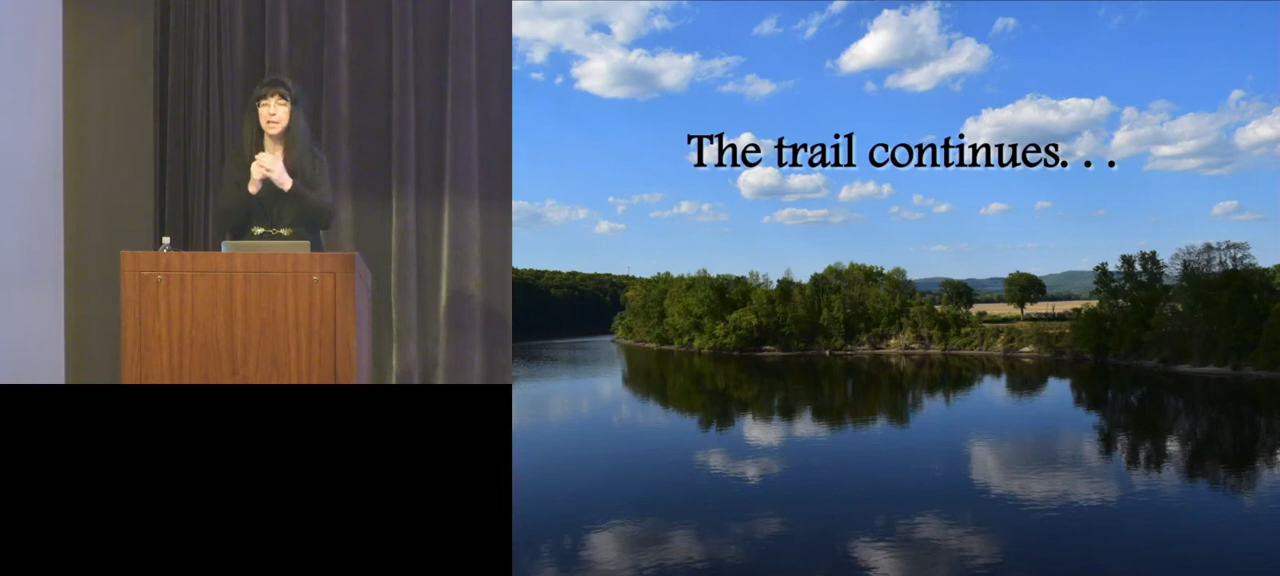 The trail continues. . .